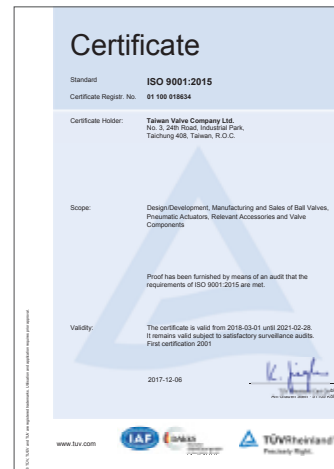 Certificate
Standard ISO 9001:2015
Certificate Registr. No. 01 100 018634
Certificate Holder: Taiwan Valve Company Ltd.
No. 3, 24th Road, Industrial Park,
Taichung 408, Taiwan, R.O.C.
Scope: Design/Development, Manufacturing and Sales of Ball Valves,
Pneumatic Actuators, Relevant Accessories and Valve
Components
Proof has been furnished by means of an audit that the
requirements of ISO 9001:2015 are met.
Validity: The certificate is valid from 2018-03-01 until 2021-02-28.
It remains valid subject to satisfactory surveillance audits.
First certification 2001
2017-12-06
www.tuv.com
IAF
DAkkS
TÜVRheinland
Precisely Right.